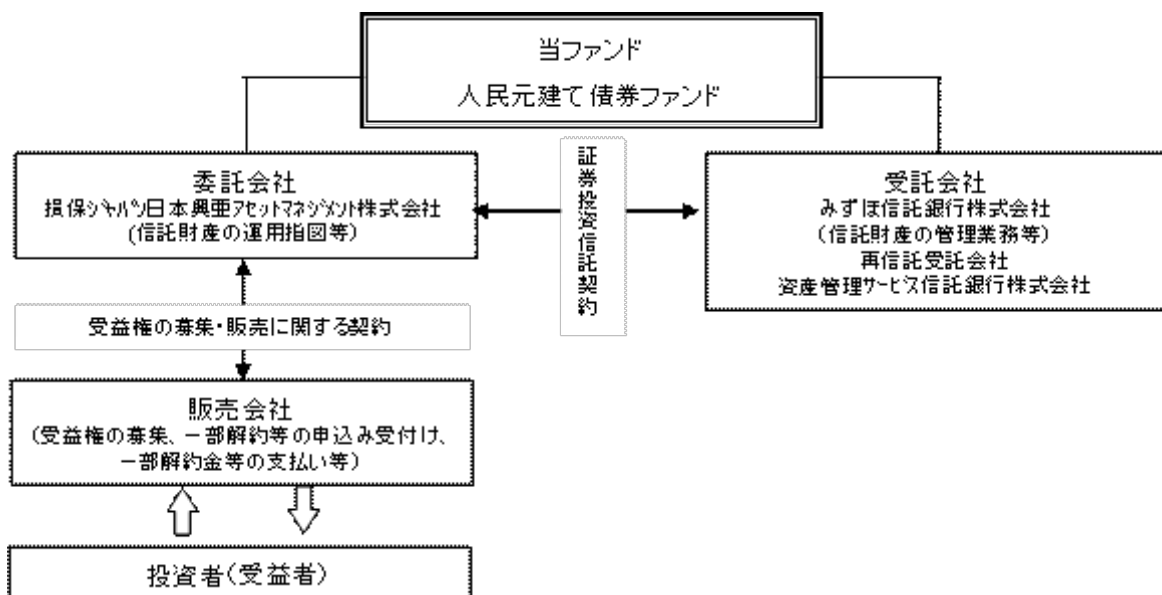 当ファンド
人民元建て債券ファンド
委託会社
損保ｼﾞｬﾊﾟﾝ日本興亜ｱｾｯﾄﾏﾈｼﾞﾒﾝﾄ株式会社
(信託財産の運用指図等)
証券投資信託契約
受託会社
みずほ信託銀行株式会社
(信託財産の管理業務等)
再信託受託会社
資産管理ｻｰﾋﾞｽ信託銀行株式会社
受益権の募集・販売に関する契約
販売会社
(受益権の募集、一部解約等の申込み受付け、
一部解約金等の支払い等)
投資者(受益者)